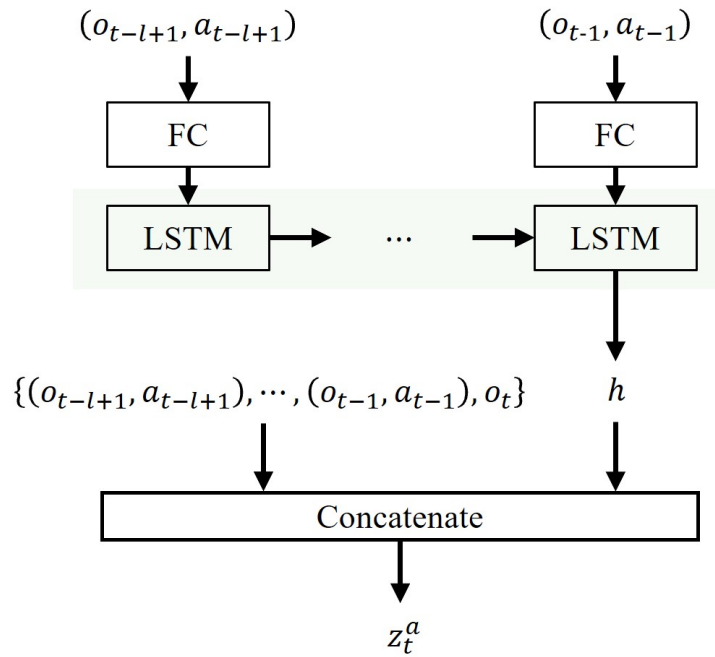 (o_{t-l+1}, a_{t-l+1}) (o_{t-1}, a_{t-1})
FC FC
LSTM ... LSTM
{(o_{t-l+1}, a_{t-l+1}), ⋯, (o_{t-1}, a_{t-1}), o_t} h
Concatenate
z_t^a